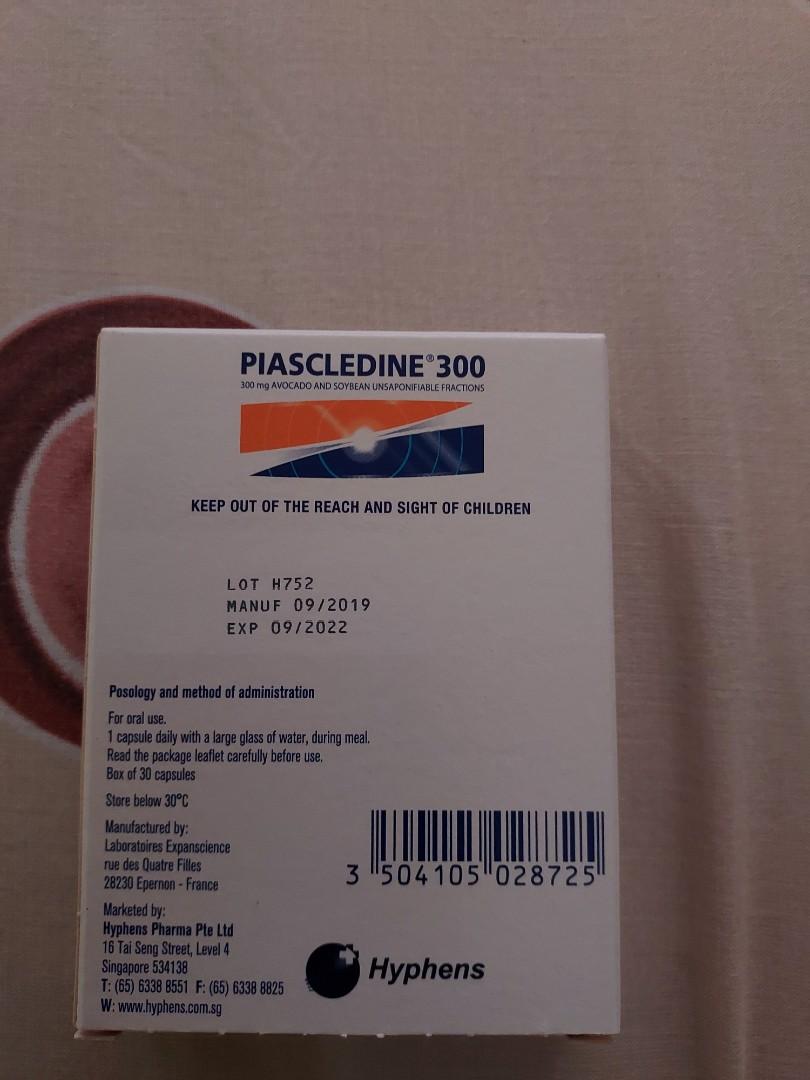 PIASCLEDINE® 300
300 mg AVOCADO AND SOYBEAN UNSAPONIFIABLE FRACTIONS
KEEP OUT OF THE REACH AND SIGHT OF CHILDREN
LOT H752
MANUF 09/2019
EXP 09/2022
Posology and method of administration
For oral use.
1 capsule daily with a large glass of water, during meal.
Read the package leaflet carefully before use.
Box of 30 capsules
Store below 30°C
Manufactured by:
Laboratoires Expanscience
rue des Quatre Filles
28230 Epernon - France
Marketed by:
Hyphens Pharma Pte Ltd
16 Tai Seng Street, Level 4
Singapore 534138
T: (65) 6338 8551 F: (65) 6338 8825
W: www.hyphens.com.sg
3 504105 028725
Hyphens